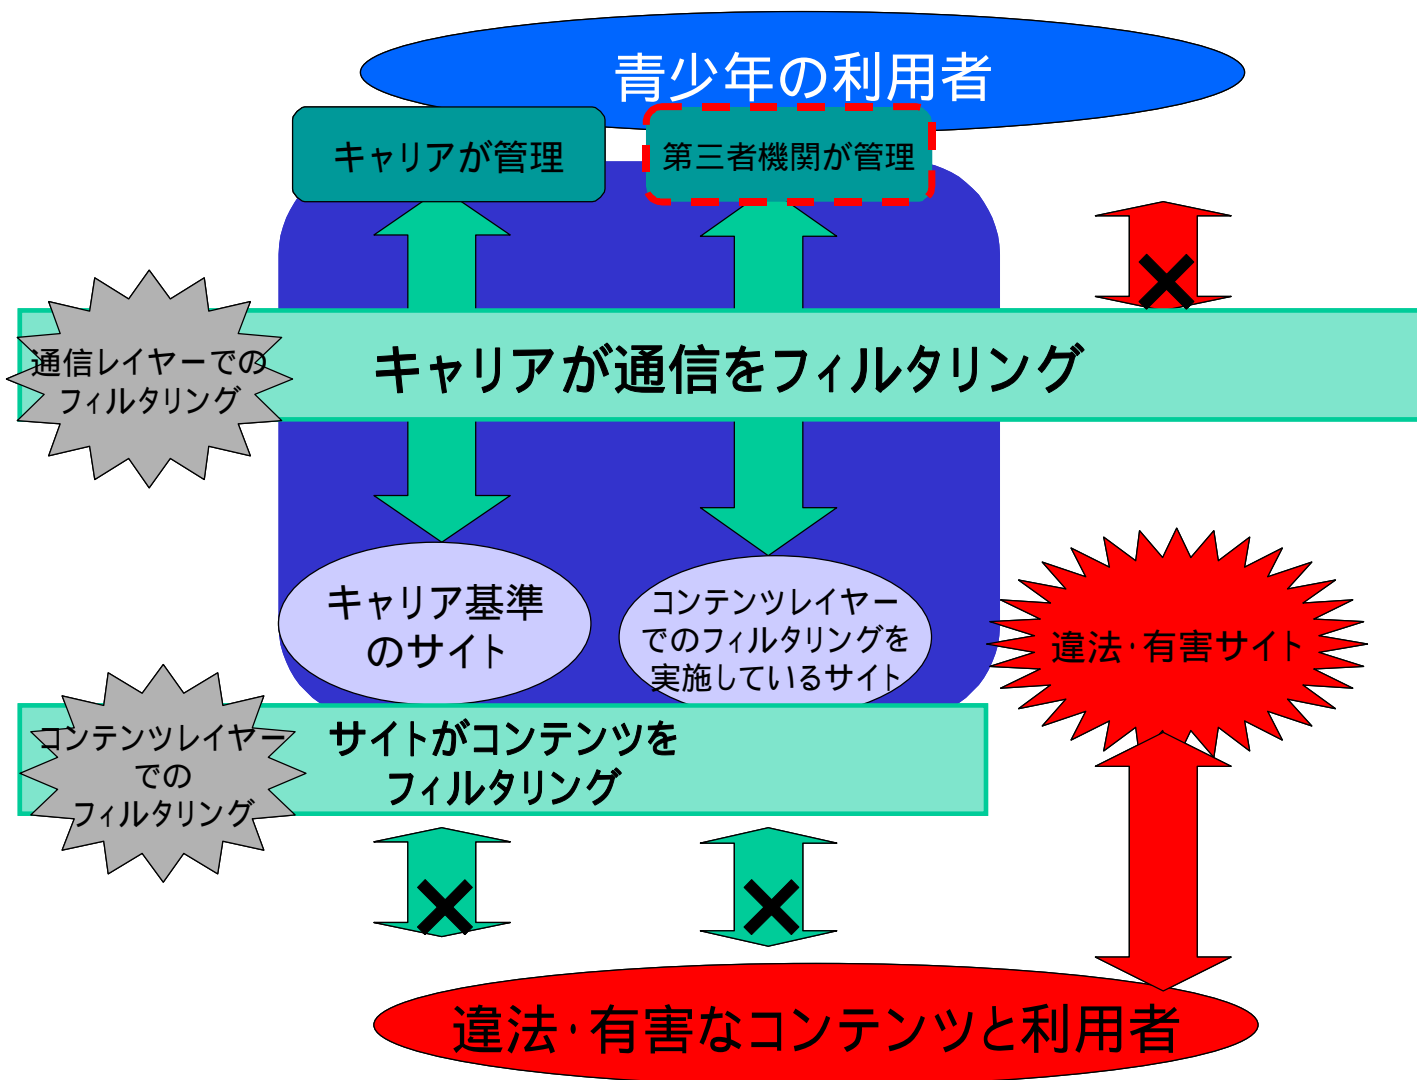 青少年の利用者
キャリアが管理
第三者機関が管理
通信レイヤーでの
フィルタリング
キャリアが通信をフィルタリング
キャリア基準
のサイト
コンテンツレイヤー
でのフィルタリングを
実施しているサイト
違法・有害サイト
コンテンツレイヤー
での
フィルタリング
サイトがコンテンツを
フィルタリング
違法・有害なコンテンツと利用者